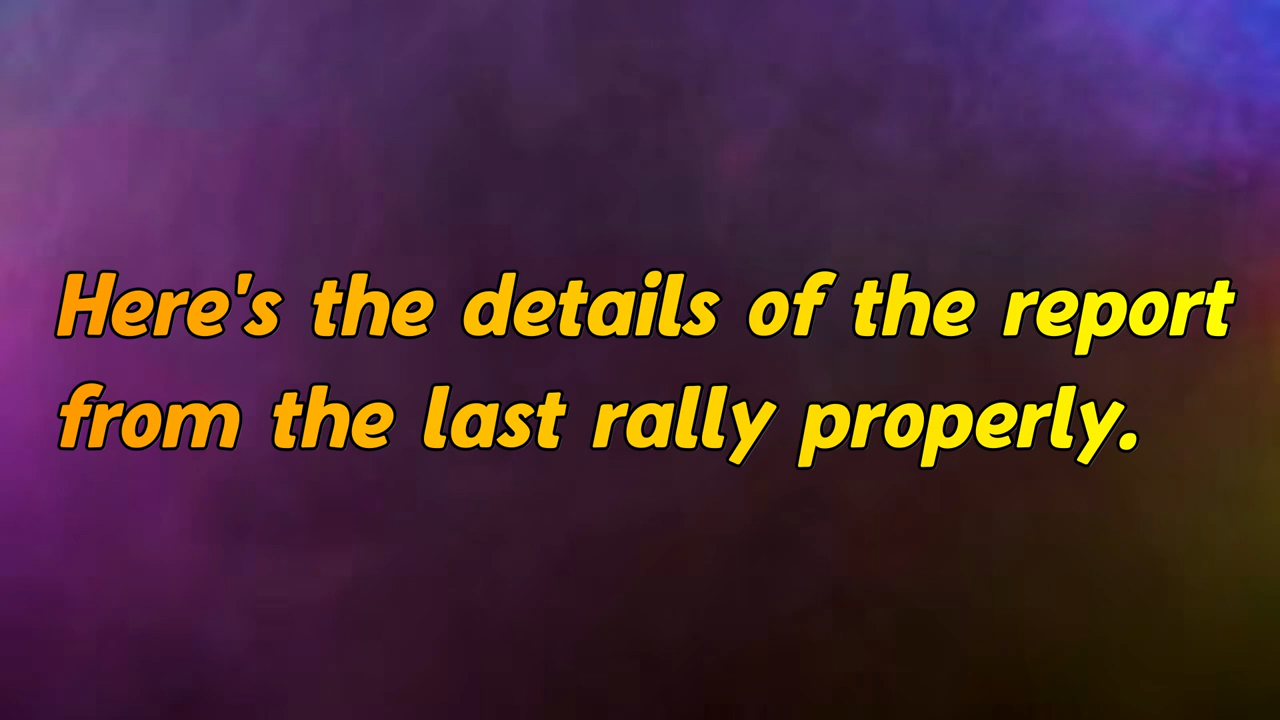 Here's the details of the report
from the last rally properly.